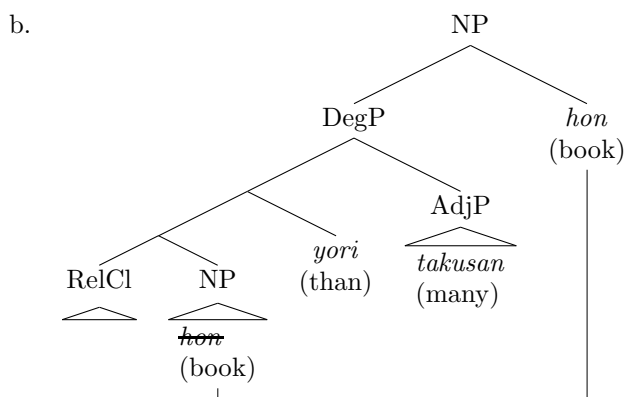 b.
NP
DegP
hon
(book)
AdjP
yori
(than)
takusan
(many)
RelCl
NP
hon
(book)